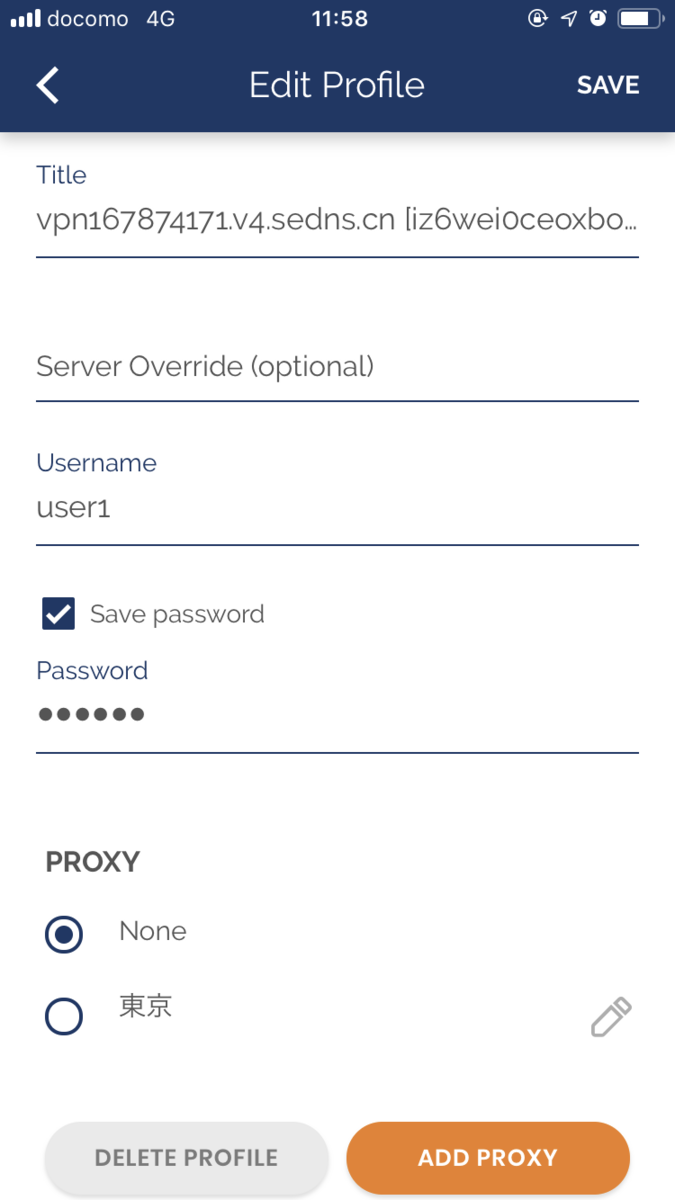 docomo 4G 11:58
Edit Profile SAVE
Title
vpn167874171.v4.sedns.cn [iz6wei0ceoxbo...
Server Override (optional)
Username
user1
Save password
Password
••••••
PROXY
None
東京
DELETE PROFILE ADD PROXY